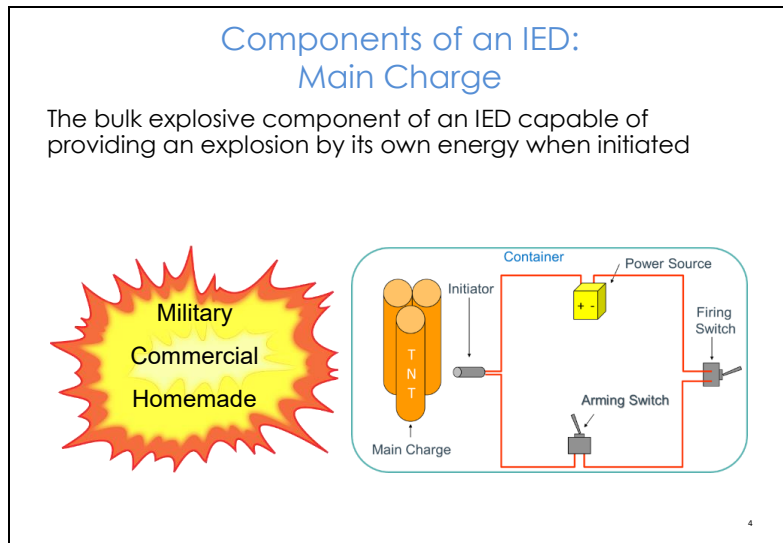 Components of an IED:
Main Charge
The bulk explosive component of an IED capable of
providing an explosion by its own energy when initiated
Military
Commercial
Homemade
Container
Power Source
Initiator
+ -
Firing
Switch
T
N
T
Arming Switch
Main Charge
4